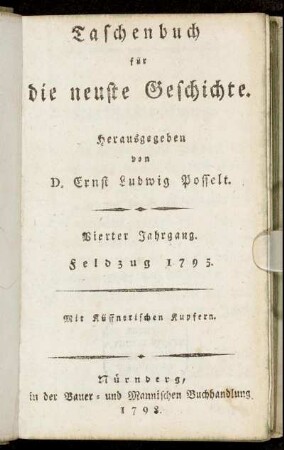 Taschenbuch
für
die neuste Geschichte.
Herausgegeben
von
D. Ernst Ludwig Posselt.
Vierter Jahrgang.
Feldzug 1795.
Mit Küffnerischen Kupfern.
Nürnberg,
in der Bauer- und Mannischen Buchhandlung
1798.